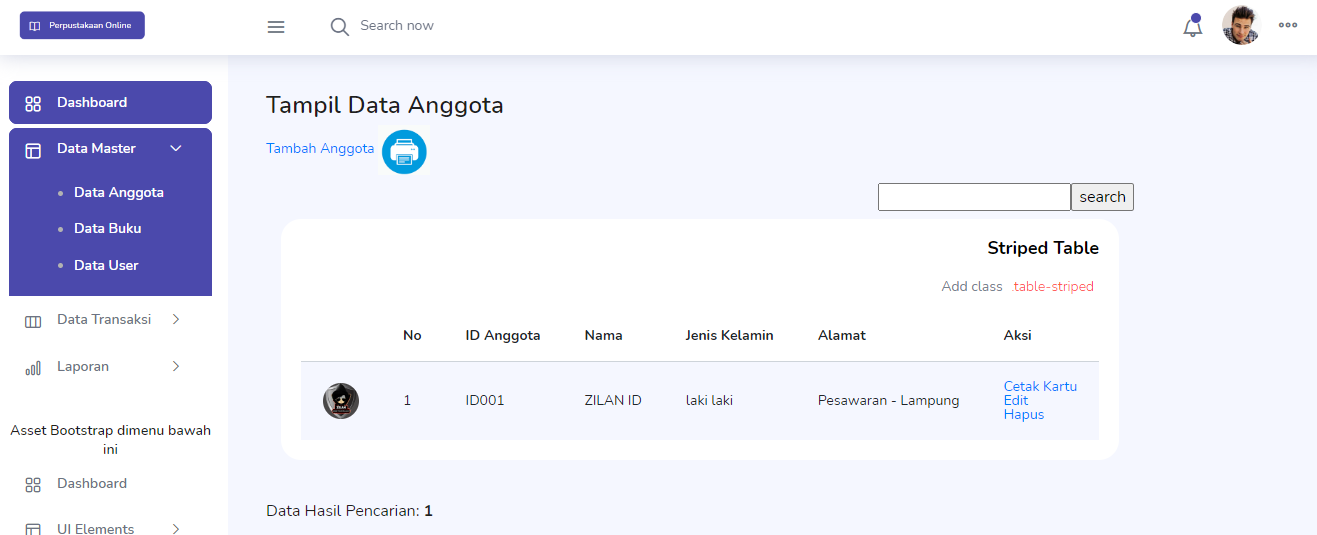 Perpustakaan Online
Search now
Dashboard
Data Master
Data Anggota
Data Buku
Data User
Data Transaksi
Laporan
Asset Bootstrap dimenu bawah
ini
Dashboard
UI Elements
Tampil Data Anggota
Tambah Anggota
search
Striped Table
Add class .table-striped
No ID Anggota Nama Jenis Kelamin Alamat Aksi
ZILAN
1 ID001 ZILAN ID laki laki Pesawaran - Lampung Cetak Kartu
Edit
Hapus
Data Hasil Pencarian: 1